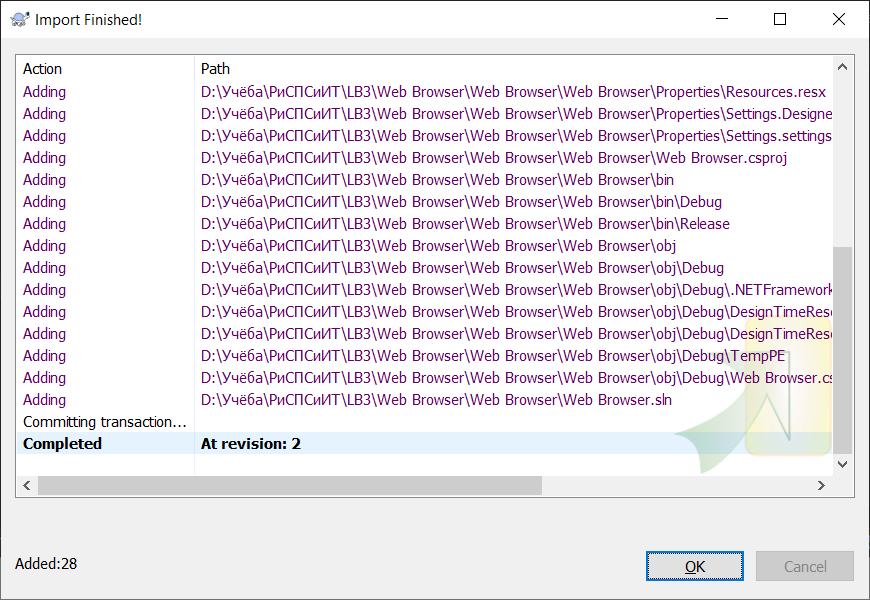 Import Finished!
Action Path
Adding D:\Учёба\РиСПСиИТ\LB3\Web Browser\Web Browser\Web Browser\Properties\Resources.resx
Adding D:\Учёба\РиСПСиИТ\LB3\Web Browser\Web Browser\Web Browser\Properties\Settings.Designe
Adding D:\Учёба\РиСПСиИТ\LB3\Web Browser\Web Browser\Web Browser\Properties\Settings.settings
Adding D:\Учёба\РиСПСиИТ\LB3\Web Browser\Web Browser\Web Browser\Web Browser.csproj
Adding D:\Учёба\РиСПСиИТ\LB3\Web Browser\Web Browser\Web Browser\bin
Adding D:\Учёба\РиСПСиИТ\LB3\Web Browser\Web Browser\Web Browser\bin\Debug
Adding D:\Учёба\РиСПСиИТ\LB3\Web Browser\Web Browser\Web Browser\bin\Release
Adding D:\Учёба\РиСПСиИТ\LB3\Web Browser\Web Browser\Web Browser\obj
Adding D:\Учёба\РиСПСиИТ\LB3\Web Browser\Web Browser\Web Browser\obj\Debug
Adding D:\Учёба\РиСПСиИТ\LB3\Web Browser\Web Browser\Web Browser\obj\Debug\.NETFramework
Adding D:\Учёба\РиСПСиИТ\LB3\Web Browser\Web Browser\Web Browser\obj\Debug\DesignTimeReso
Adding D:\Учёба\РиСПСиИТ\LB3\Web Browser\Web Browser\Web Browser\obj\Debug\DesignTimeReso
Adding D:\Учёба\РиСПСиИТ\LB3\Web Browser\Web Browser\Web Browser\obj\Debug\TempPE
Adding D:\Учёба\РиСПСиИТ\LB3\Web Browser\Web Browser\Web Browser\obj\Debug\Web Browser.cs
Adding D:\Учёба\РиСПСиИТ\LB3\Web Browser\Web Browser\Web Browser.sln
Committing transaction...
Completed At revision: 2
Added:28
OK Cancel